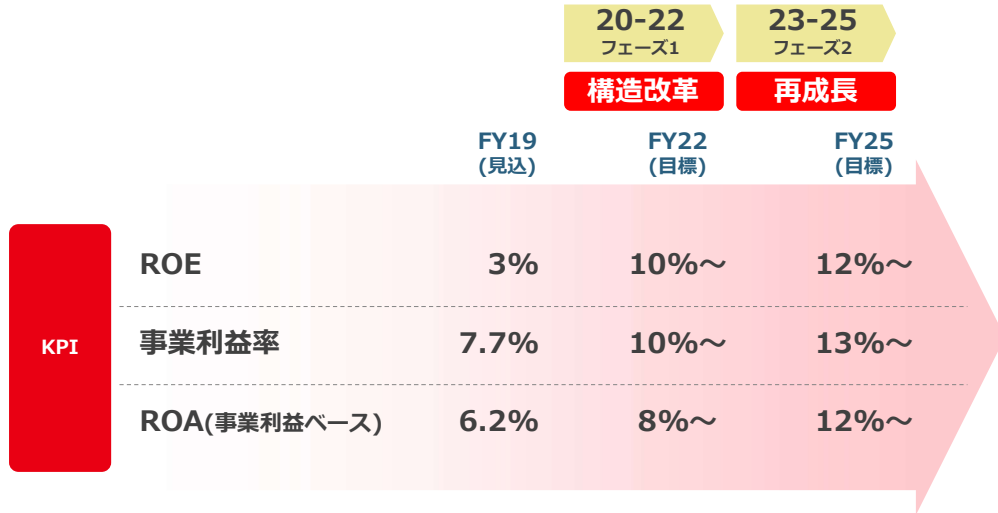 20-22
フェーズ1
23-25
フェーズ2
構造改革
再成長
FY19
(見込)
FY22
(目標)
FY25
(目標)
KPI
ROE 3% 10%～ 12%～
事業利益率 7.7% 10%～ 13%～
ROA(事業利益ベース) 6.2% 8%～ 12%～